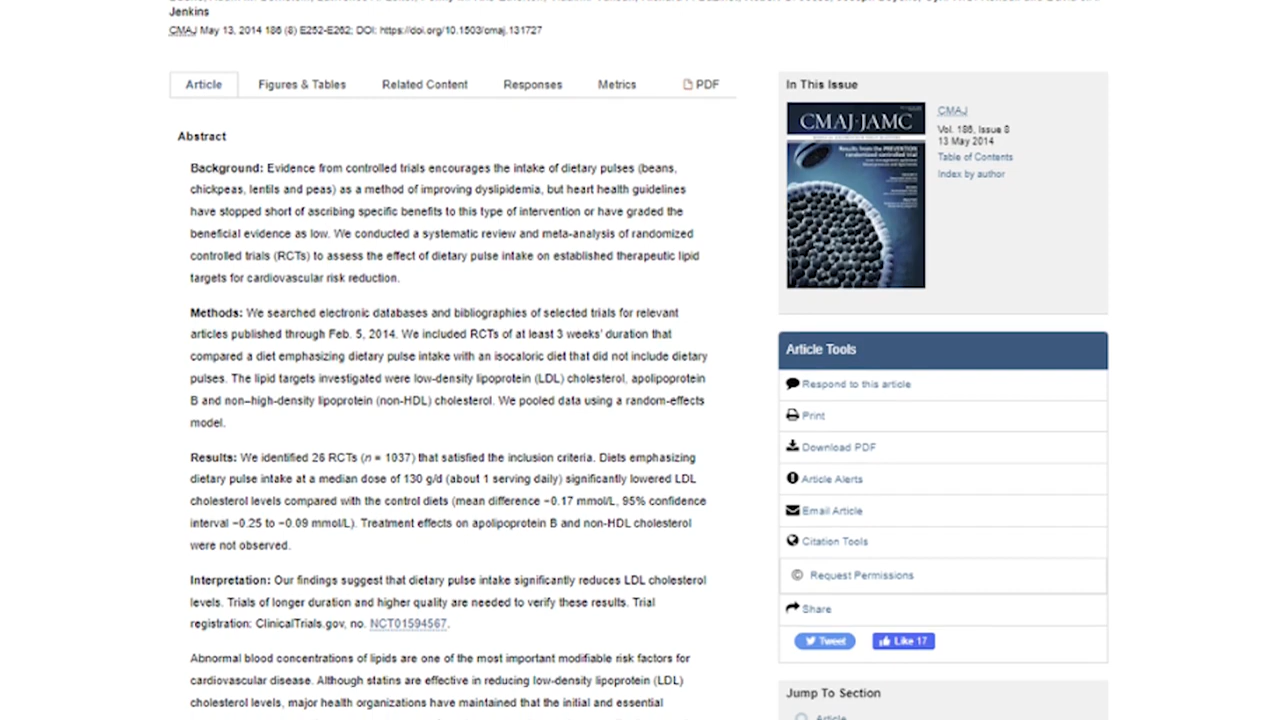 Jenkins
CMAJ May 13, 2014 186 (8) E252-E262; DOI: https://doi.org/10.1503/cmaj.131727
Article
Figures & Tables
Related Content
Responses
Metrics
PDF
Abstract
Background: Evidence from controlled trials encourages the intake of dietary pulses (beans,
chickpeas, lentils and peas) as a method of improving dyslipidemia, but heart health guidelines
have stopped short of ascribing specific benefits to this type of intervention or have graded the
beneficial evidence as low. We conducted a systematic review and meta-analysis of randomized
controlled trials (RCTs) to assess the effect of dietary pulse intake on established therapeutic lipid
targets for cardiovascular risk reduction.
Methods: We searched electronic databases and bibliographies of selected trials for relevant
articles published through Feb. 5, 2014. We included RCTs of at least 3 weeks' duration that
compared a diet emphasizing dietary pulse intake with an isocaloric diet that did not include dietary
pulses. The lipid targets investigated were low-density lipoprotein (LDL) cholesterol, apolipoprotein
B and non–high-density lipoprotein (non-HDL) cholesterol. We pooled data using a random-effects
model.
Results: We identified 26 RCTs (n = 1037) that satisfied the inclusion criteria. Diets emphasizing
dietary pulse intake at a median dose of 130 g/d (about 1 serving daily) significantly lowered LDL
cholesterol levels compared with the control diets (mean difference −0.17 mmol/L, 95% confidence
interval −0.25 to −0.09 mmol/L). Treatment effects on apolipoprotein B and non-HDL cholesterol
were not observed.
Interpretation: Our findings suggest that dietary pulse intake significantly reduces LDL cholesterol
levels. Trials of longer duration and higher quality are needed to verify these results. Trial
registration: ClinicalTrials.gov, no. NCT01594567.
Abnormal blood concentrations of lipids are one of the most important modifiable risk factors for
cardiovascular disease. Although statins are effective in reducing low-density lipoprotein (LDL)
cholesterol levels, major health organizations have maintained that the initial and essential
In This Issue
CMAJ·JAMC
Results from the PREVENTION
randomized controlled trial
CMAJ
Vol. 186, Issue 8
13 May 2014
Table of Contents
Index by author
Article Tools
Respond to this article
Print
Download PDF
Article Alerts
Email Article
Citation Tools
© Request Permissions
Share
Tweet
Like 17
Jump To Section
Article